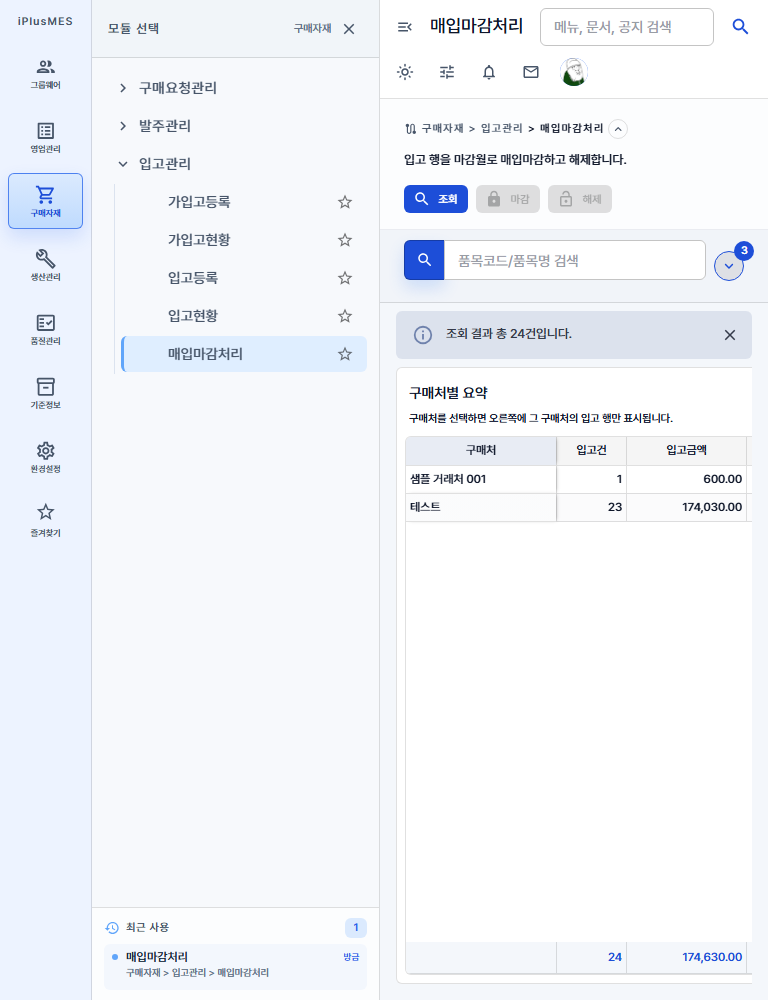 iPlusMES
그룹웨어
영업관리
구매자재
생산관리
품질관리
기준정보
환경설정
즐겨찾기
모듈 선택
구매자재
구매요청관리
발주관리
입고관리
가입고등록
가입고현황
입고등록
입고현황
매입마감처리
최근 사용
1
매입마감처리
방금
구매자재 > 입고관리 > 매입마감처리
매입마감처리
메뉴, 문서, 공지 검색
구매자재 > 입고관리 > 매입마감처리
입고 행을 마감월로 매입마감하고 해제합니다.
조회
마감
해제
품목코드/품목명 검색
3
조회 결과 총 24건입니다.
구매처별 요약
구매처를 선택하면 오른쪽에 그 구매처의 입고 행만 표시됩니다.
구매처 입고건 입고금액
샘플 거래처 001 1 600.00
테스트 23 174,030.00
24 174,630.00